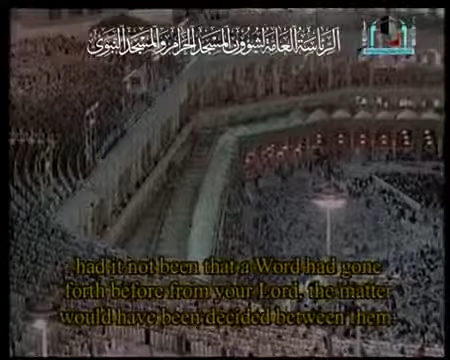 الرئاسة العامة لشؤون المسجد الحرام والمسجد النبوي
, had it not been that a Word had gone
forth before from your Lord, the matter
would have been decided between them.